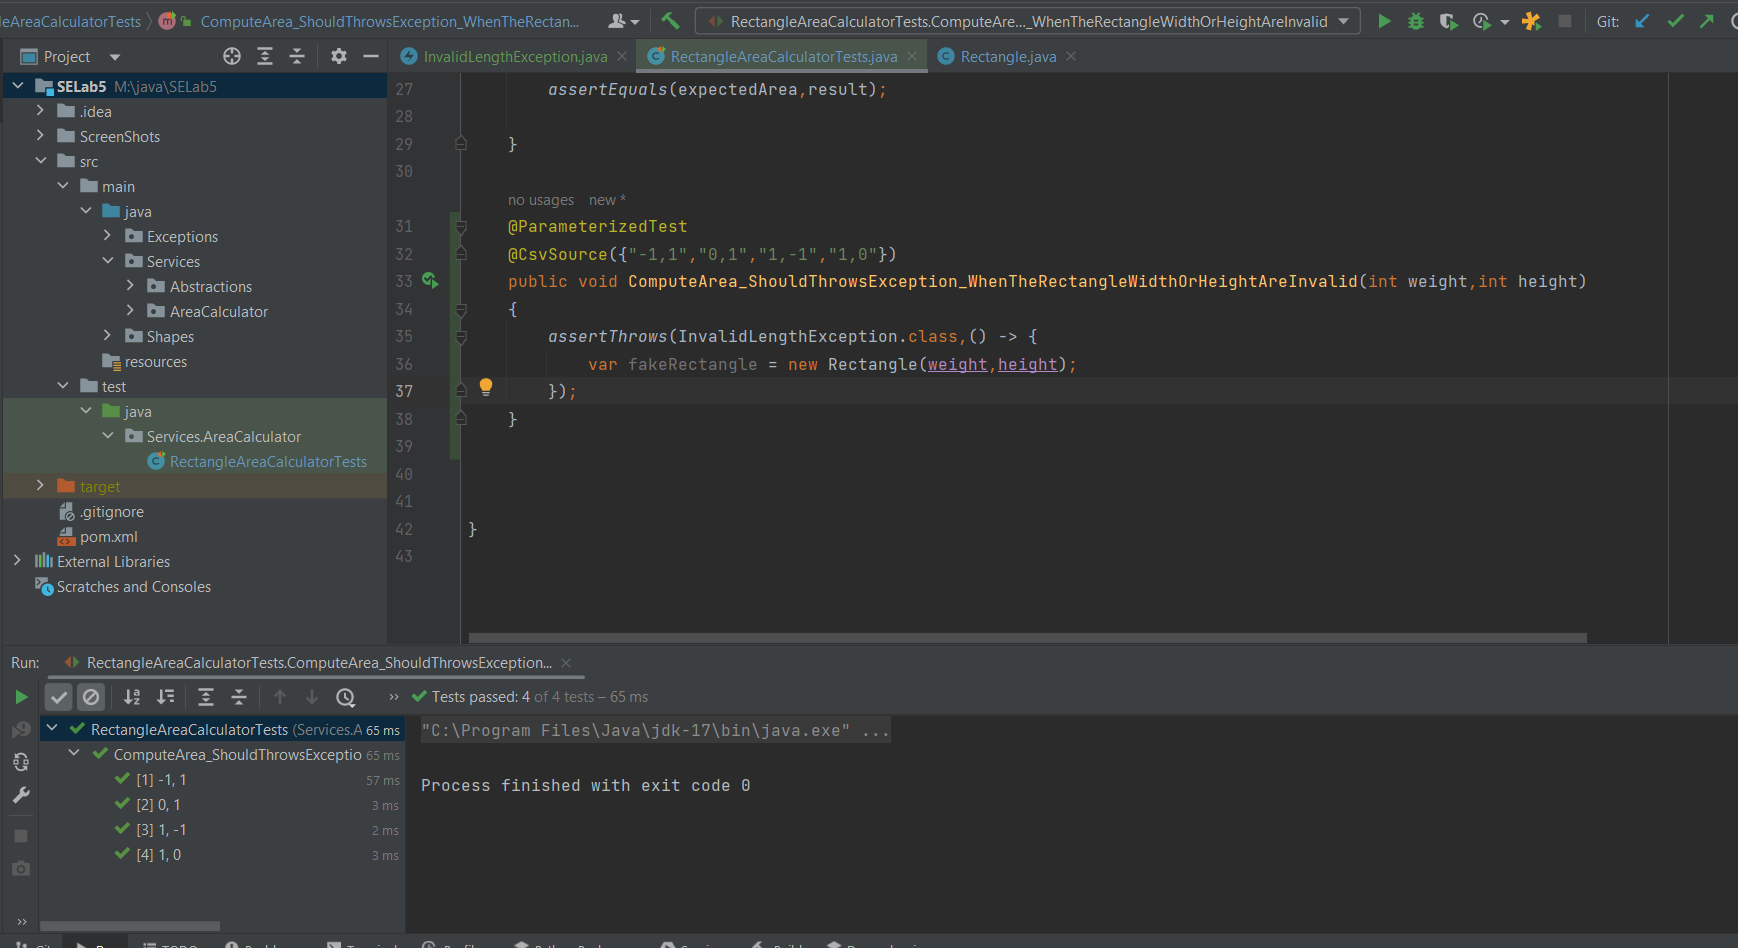 eAreaCalculatorTests
ComputeArea_ShouldThrowsException_WhenTheRectan...
RectangleAreaCalculatorTests.ComputeAre..._WhenTheRectangleWidthOrHeightAreInvalid
Git:
Project
InvalidLengthException.java
RectangleAreaCalculatorTests.java
Rectangle.java
SELab5 M:\java\SELab5
.idea
ScreenShots
src
main
java
Exceptions
Services
Abstractions
AreaCalculator
Shapes
resources
test
java
Services.AreaCalculator
RectangleAreaCalculatorTests
target
.gitignore
pom.xml
External Libraries
Scratches and Consoles
27 assertEquals(expectedArea,result);
28
29 }
30
no usages new *
31 @ParameterizedTest
32 @CsvSource({"-1,1","0,1","1,-1","1,0"})
33 public void ComputeArea_ShouldThrowsException_WhenTheRectangleWidthOrHeightAreInvalid(int weight,int height)
34 {
35 assertThrows(InvalidLengthException.class,() -> {
36 var fakeRectangle = new Rectangle(weight,height);
37 });
38 }
39
40
41
42 }
43
Run: RectangleAreaCalculatorTests.ComputeArea_ShouldThrowsException...
Tests passed: 4 of 4 tests – 65 ms
RectangleAreaCalculatorTests (Services.A 65 ms
ComputeArea_ShouldThrowsExceptio 65 ms
[1] -1, 1 57 ms
[2] 0, 1 3 ms
[3] 1, -1 2 ms
[4] 1, 0 3 ms
"C:\Program Files\Java\jdk-17\bin\java.exe" ...
Process finished with exit code 0